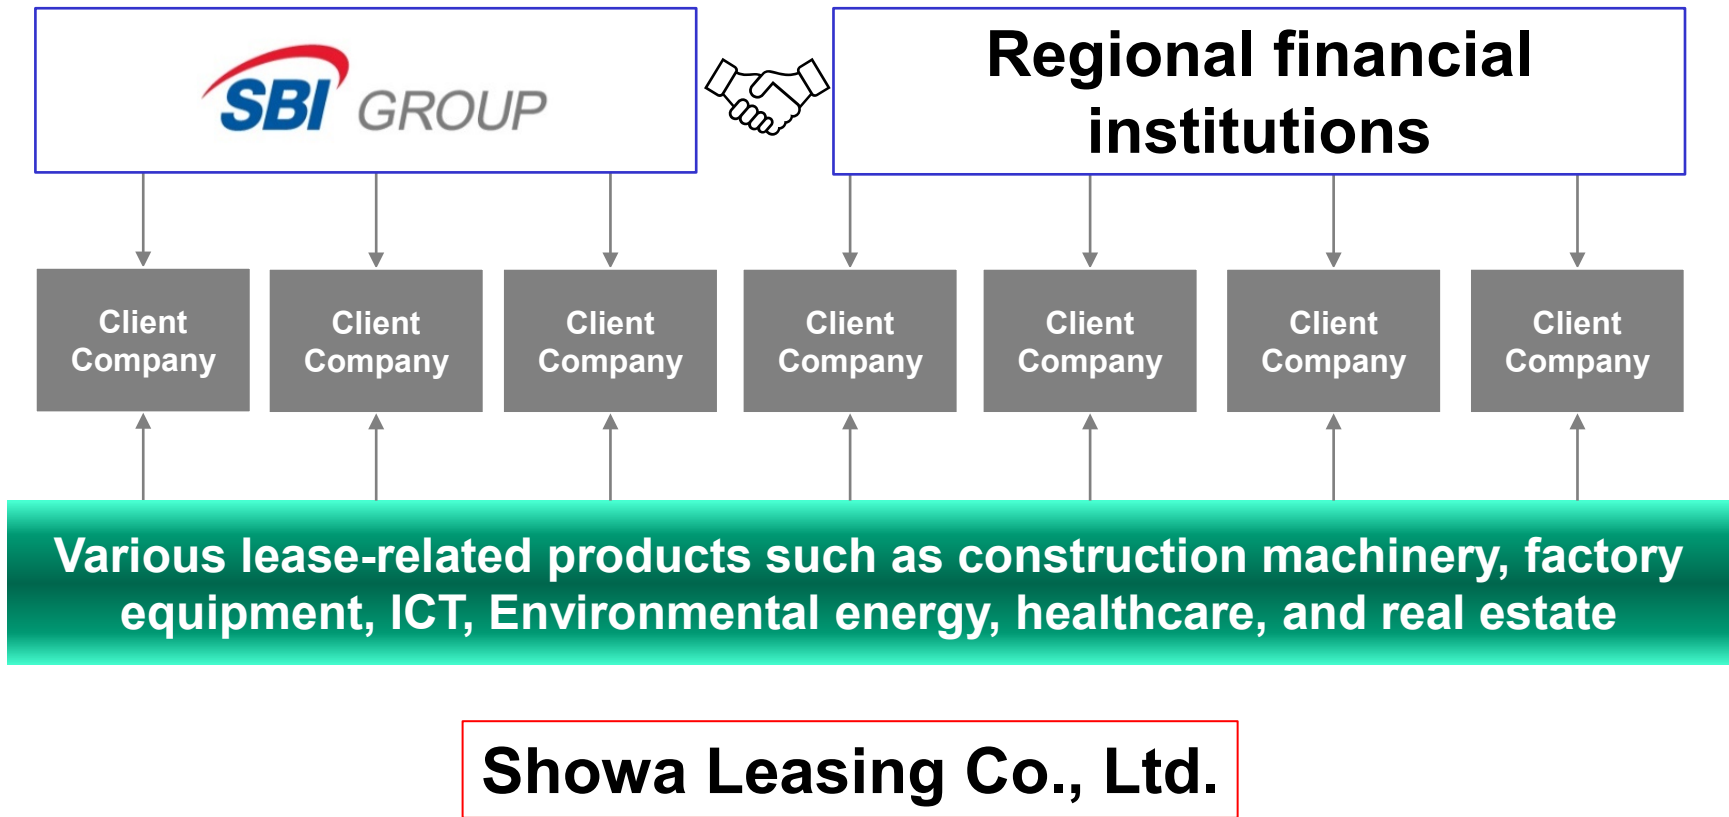 SBI GROUP
Regional financial
institutions
Client
Company
Client
Company
Client
Company
Client
Company
Client
Company
Client
Company
Client
Company
Various lease-related products such as construction machinery, factory
equipment, ICT, Environmental energy, healthcare, and real estate
Showa Leasing Co., Ltd.